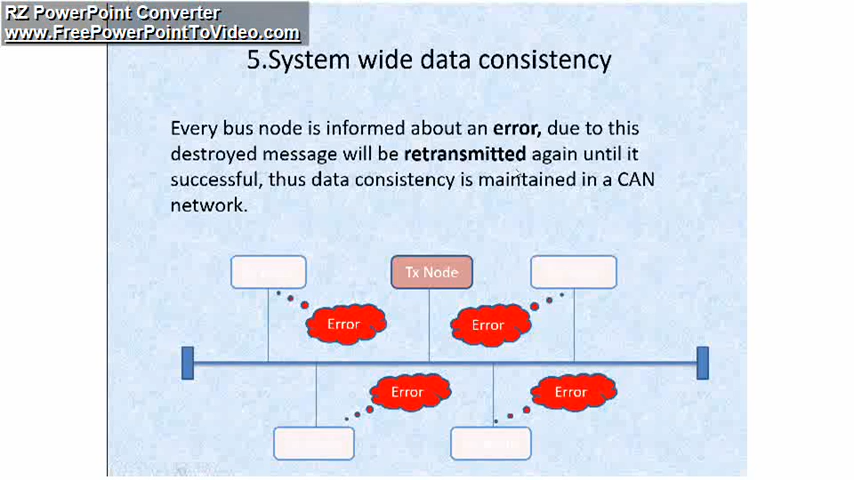 RZ PowerPoint Converter
www.FreePowerPointToVideo.com
5.System wide data consistency
Every bus node is informed about an error, due to this
destroyed message will be retransmitted again until it
successful, thus data consistency is maintained in a CAN
network.
Tx Node
Error
Error
Error
Error